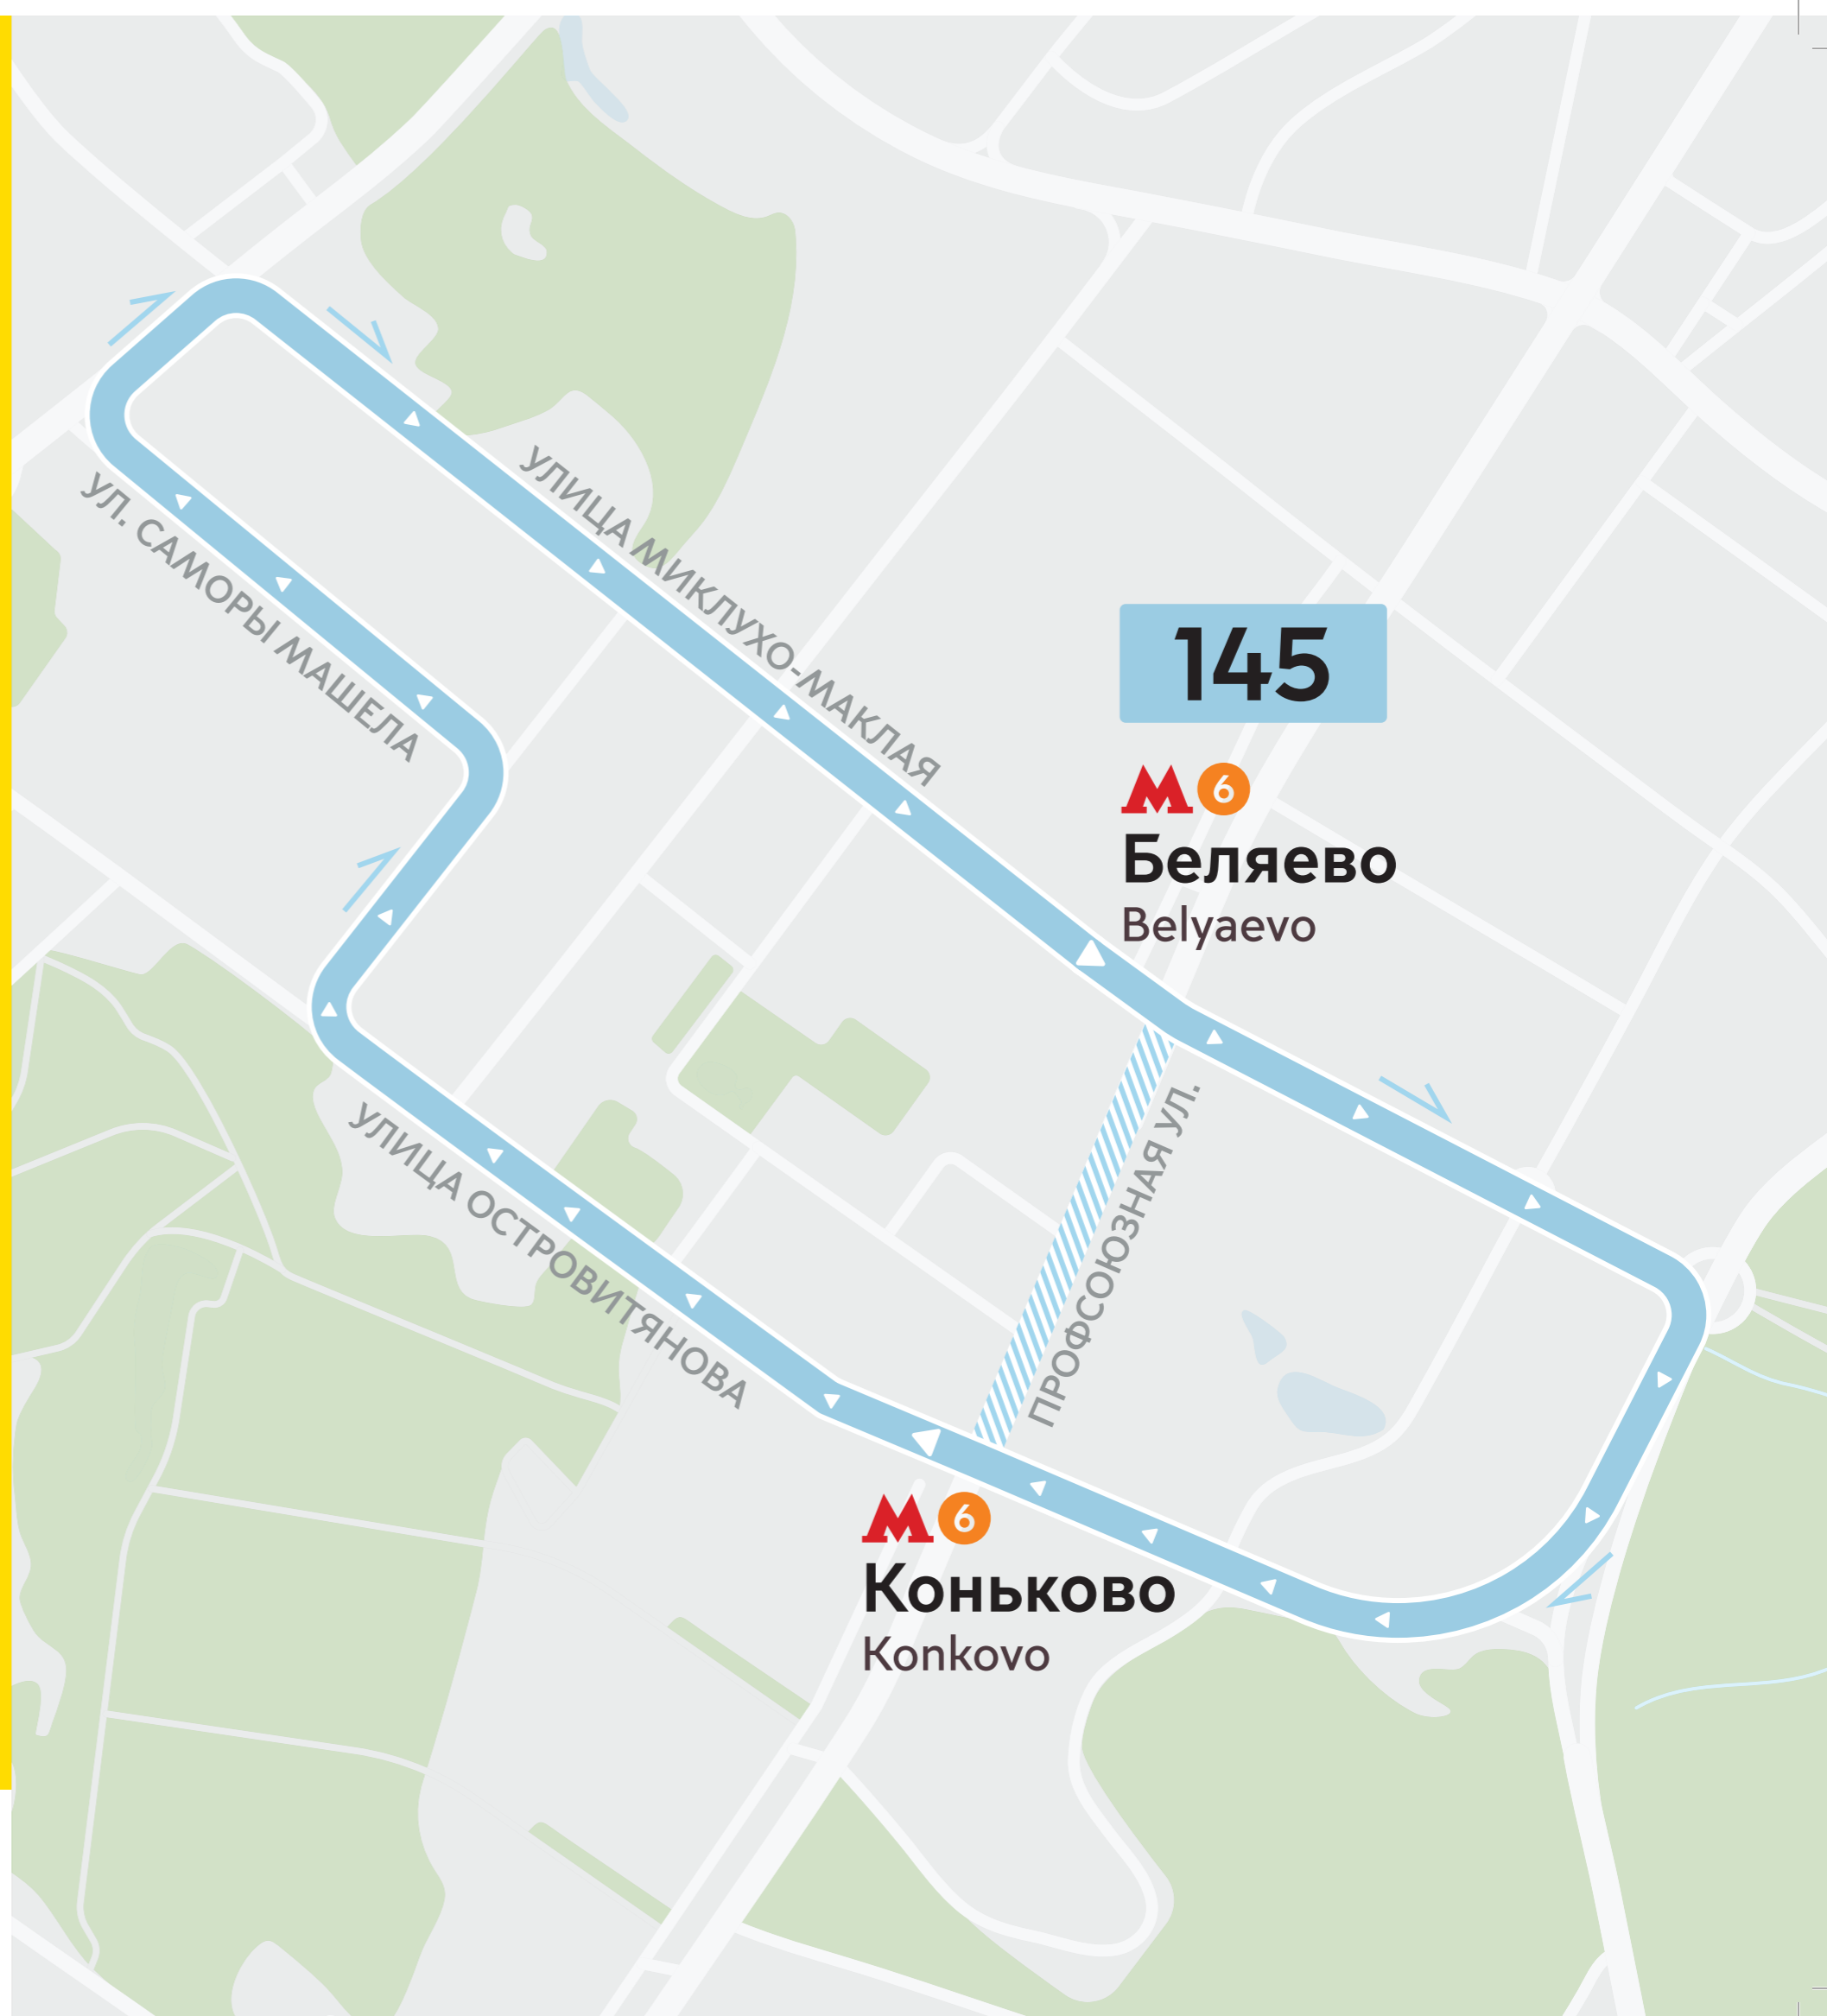 УЛИЦА МИКЛУХО-МАКЛАЯ
УЛ. САМОРЫ МАШЕЛА
145
М 6
Беляево
Belyaevo
ПРОФСОЮЗНАЯ УЛ.
УЛИЦА ОСТРОВИТЯНОВА
М 6
Коньково
Konkovo